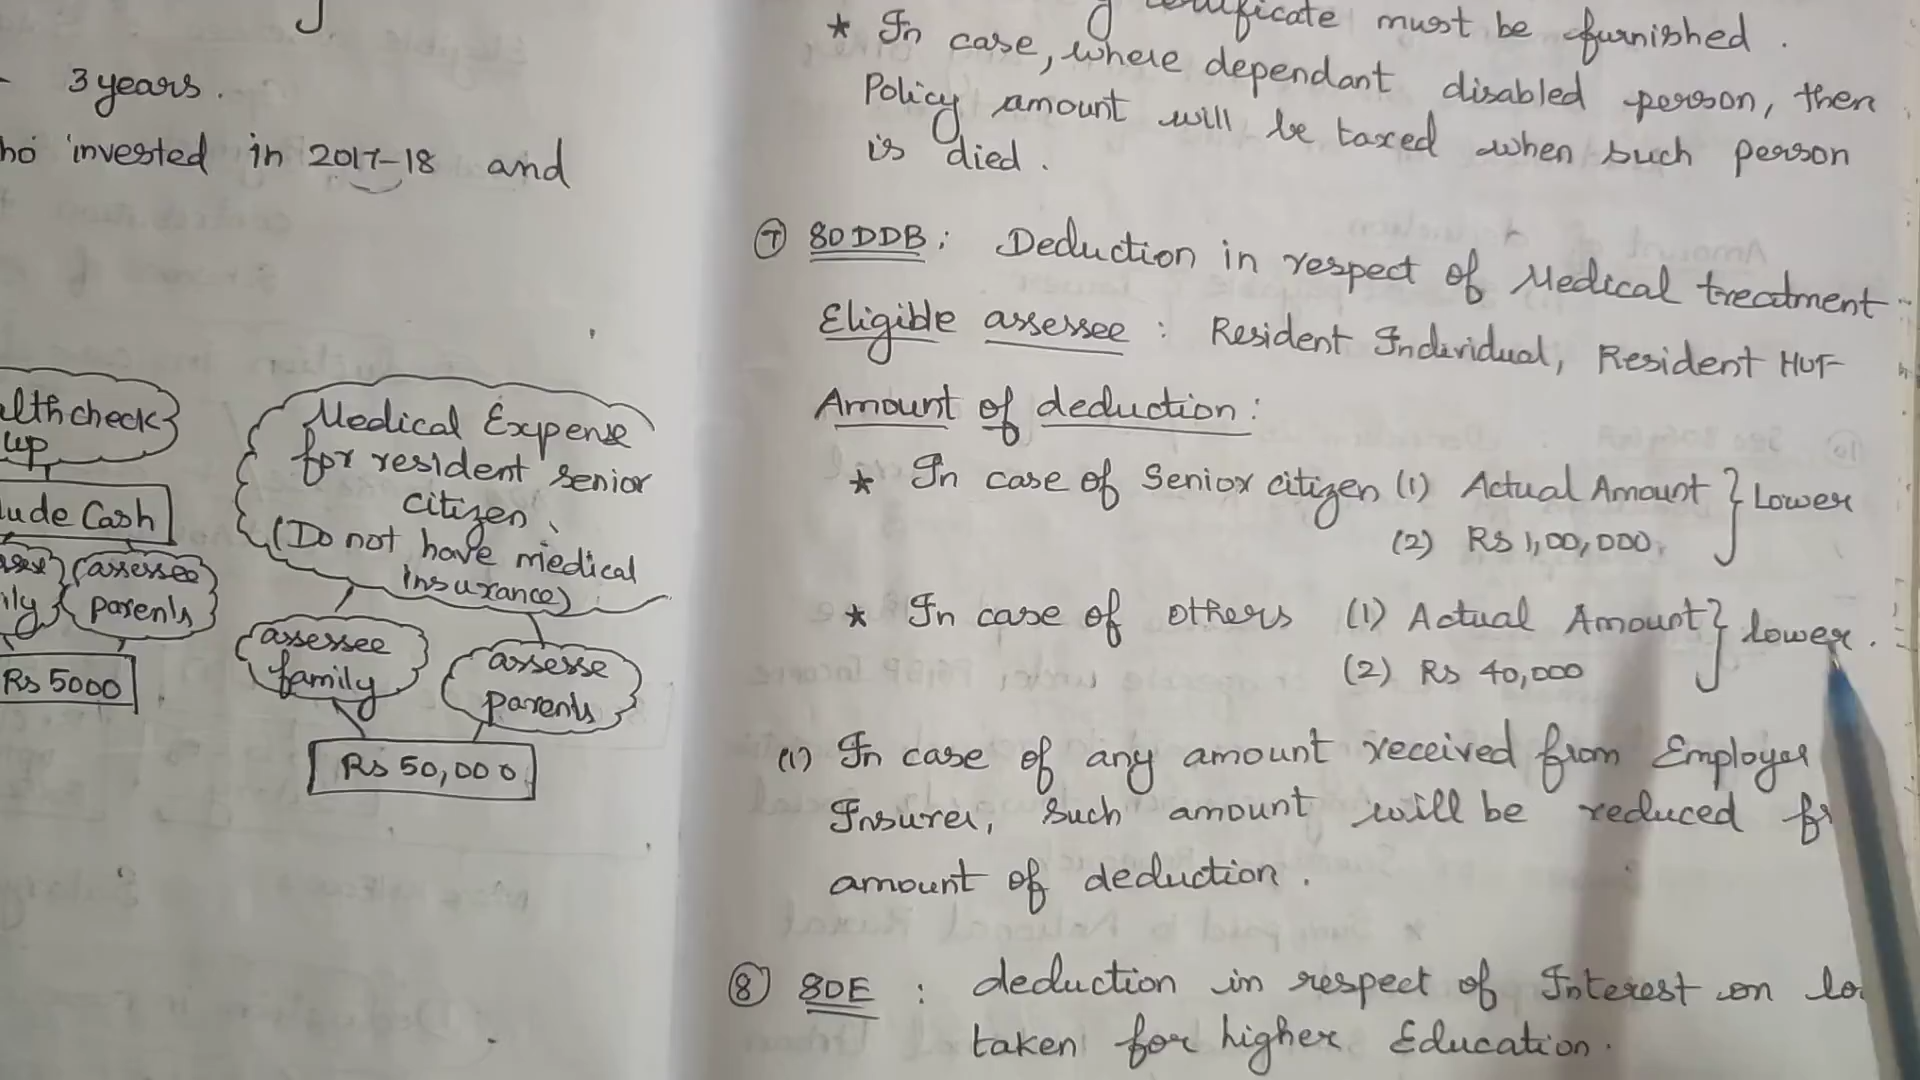 3 years.
invested in 2017-18 and
check
up
Cash
assessee
parents
Rs 5000
Medical Expense
for resident senior
citizen
(Do not have medical
insurance)
assessee
family
assesse
parents
Rs 50,000
must be furnished.
* In case, where dependant disabled person, then
Policy amount will be taxed when such person
is died.
(7) 80DDB: Deduction in respect of Medical treatment
Eligible assessee: Resident Individual, Resident HUF
Amount of deduction:
* In case of Senior citizen (1) Actual Amount } Lower
(2) Rs 1,00,000
* In case of others (1) Actual Amount } lower.
(2) Rs 40,000
(1) In case of any amount received from Employer
Insurer, such amount will be reduced
amount of deduction.
(8) 80E : deduction in respect of Interest on
taken for higher Education.